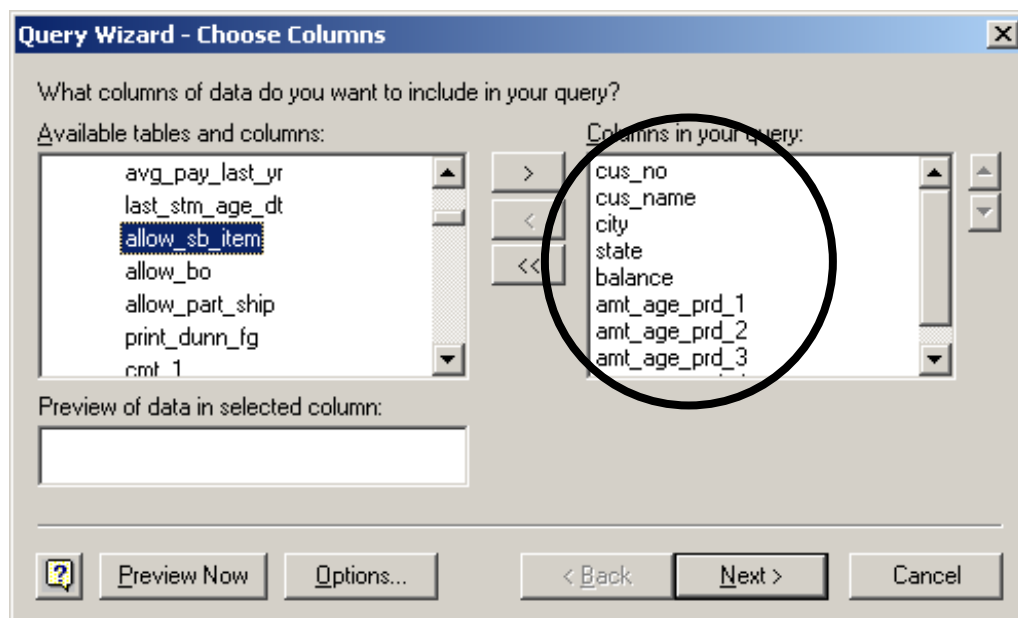 Query Wizard - Choose Columns
What columns of data do you want to include in your query?
Available tables and columns:
Columns in your query:
avg_pay_last_yr
last_stm_age_dt
allow_sb_item
allow_bo
allow_part_ship
print_dunn_fg
cmt_1
>
<
<<
cus_no
cus_name
city
state
balance
amt_age_prd_1
amt_age_prd_2
amt_age_prd_3
Preview of data in selected column:
?
Preview Now
Options...
< Back
Next >
Cancel